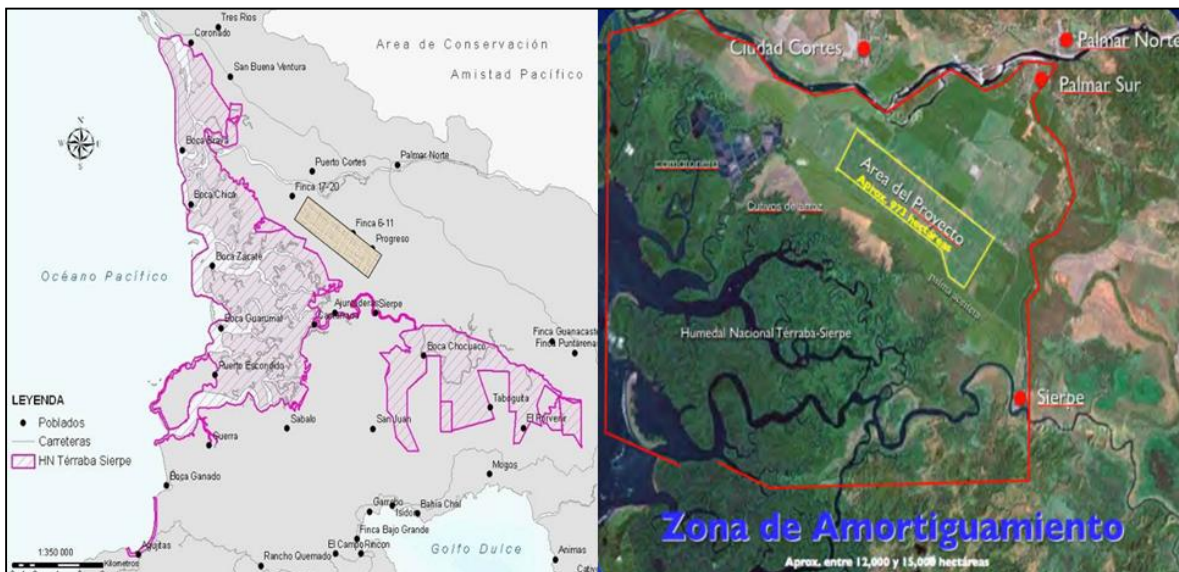 Tres Rios
Coronado
Area de Conservación
Amistad Pacífico
San Buena Ventura
Boca Brava
Puerto Cortes
Palmar Norte
Finca 17-20
Boca Chica
Finca 6-11
Progreso
Océano Pacífico
Boca Zacate
Sierpe
Boca Guarumal
Finca Guanacaste
Finca Puntarenas
Boca Chocuaco
Puerto Escondido
LEYENDA
Poblados
Carreteras
HN Térraba Sierpe
Taboguita
Sabalo
San Juan
El Porvenir
Guerra
Mogos
Boca Ganado
Garrobo
Bahia Chal
Finca Bajo Grande
1:350 000
Agujitas
Kilometros
El Campo
Rincon
Golfo Dulce
Animas
Rancho Quemado
Ciudad Cortes
Palmar Norte
Palmar Sur
camaronera
Area del Proyecto
Aprox. 973 hectáreas
Cutivos de arroz
palma aceitera
Humedal Nacional Térraba-Sierpe
Sierpe
Zona de Amortiguamiento
Aprox. entre 12,000 y 15,000 hectáreas